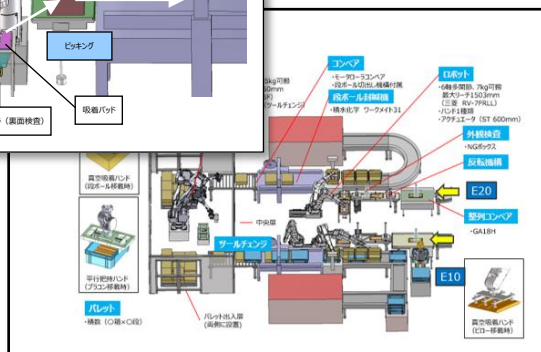 ピッキング
吸着パッド
（裏面検査）
コンベア
・モータローラコンベア
・段ボール切出し機構付属
段ボール封緘機
・積水化学 ワークメイト31
ロボット
・6軸多関節、7kg可搬
最大リーチ1503mm
（三菱 RV-7FRLL）
・ハンド1種類
・アクチュエータ（ST 600mm）
外観検査
・NGボックス
反転機構
E20
整列コンベア
・GA18H
E10
真空吸着ハンド
（段ボール移載時）
中央扉
ツールチェンジ
平行把持ハンド
（プラコン移載時）
パレット
・積数（〇箱×〇段）
パレット出入扉
（両側に設置）
真空吸着ハンド
（ピロー移載時）